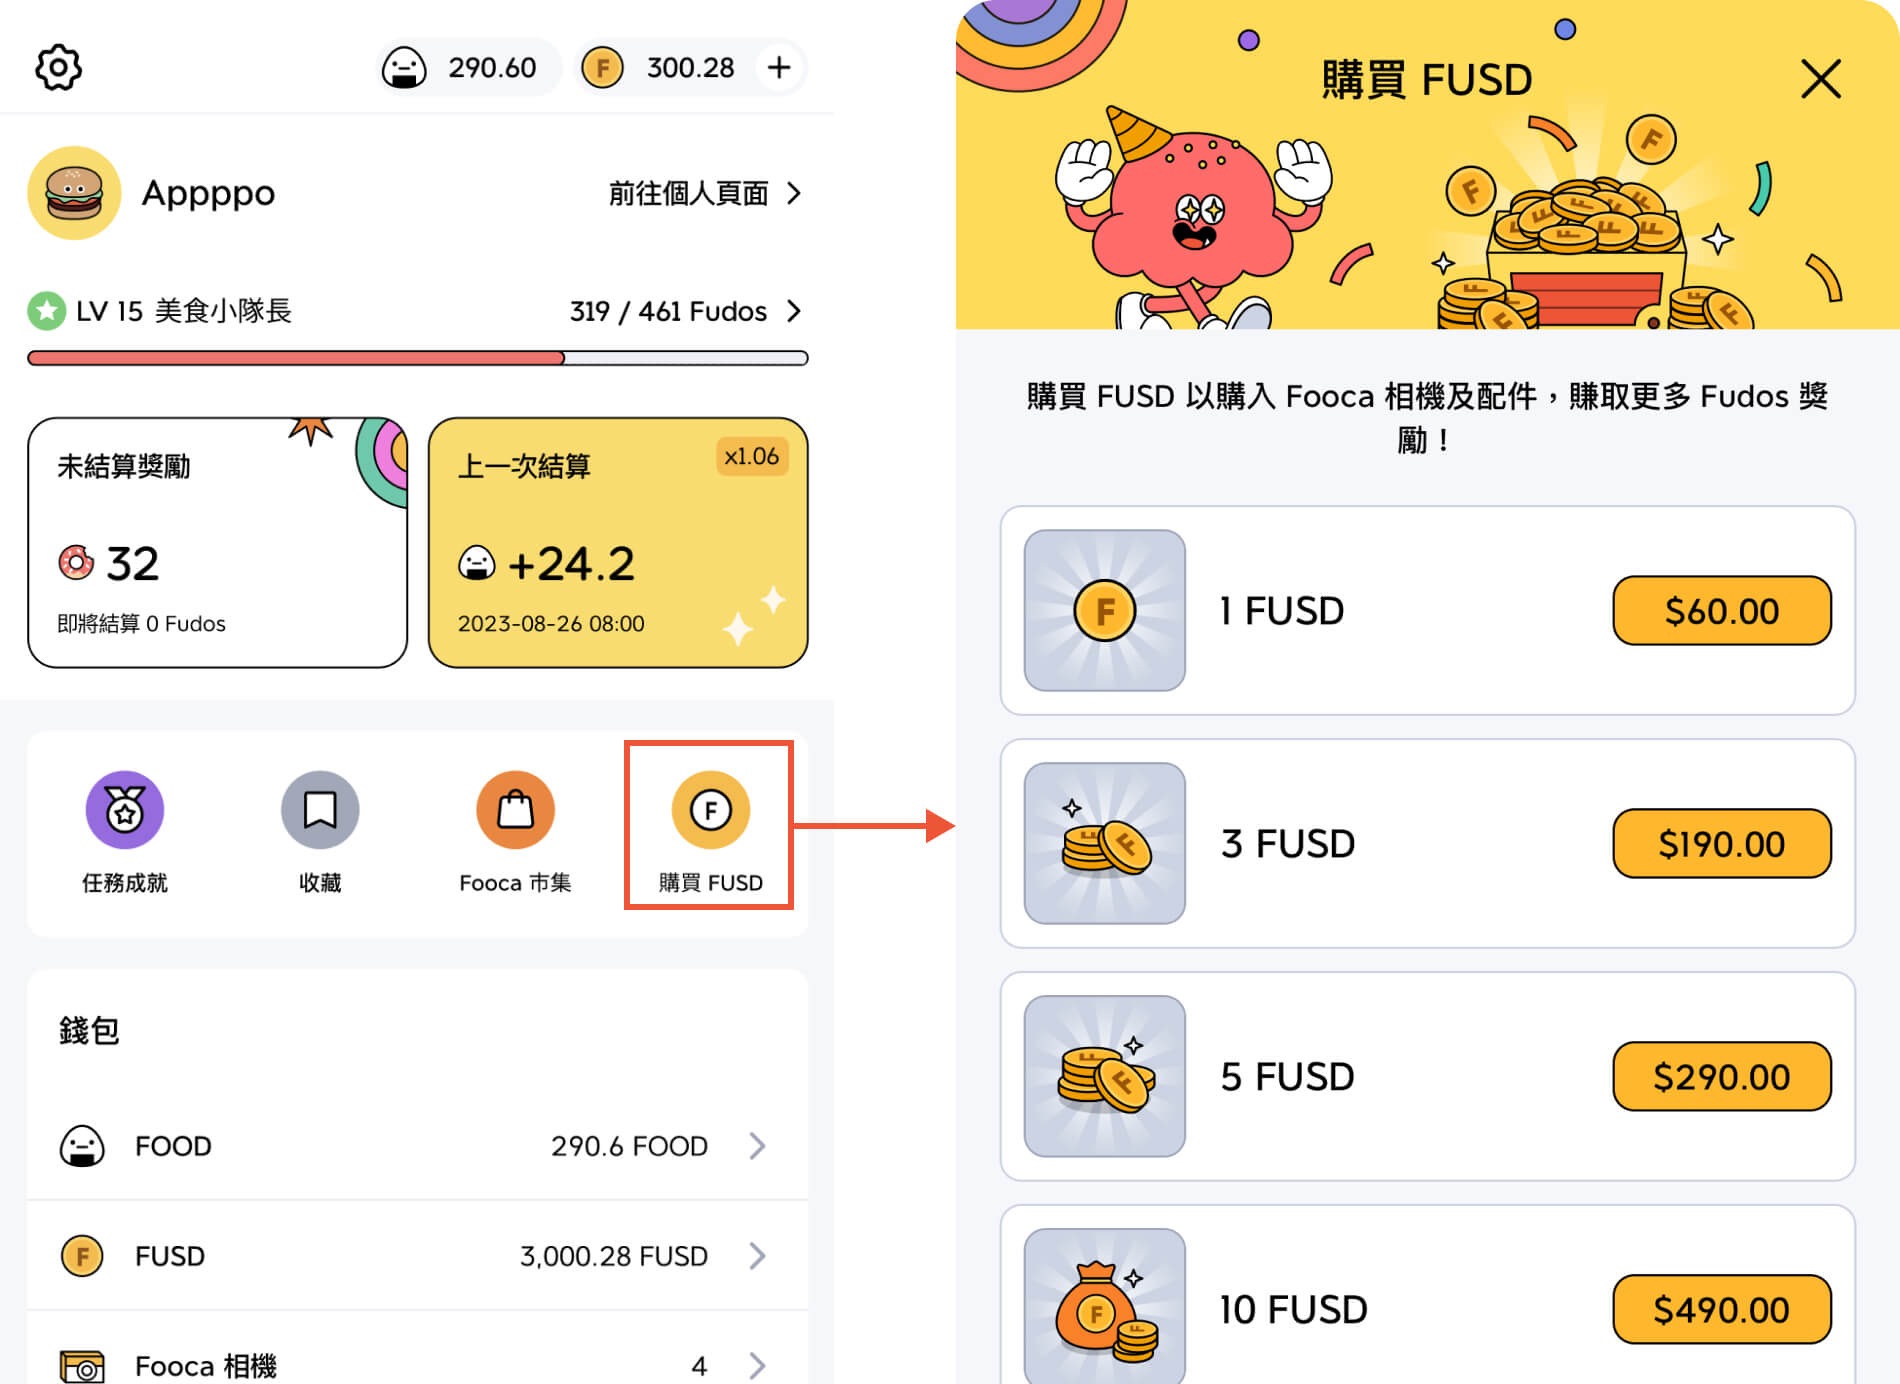 290.60
F
300.28
Appppo
前往個人頁面
LV 15 美食小隊長
319 / 461 Fudos
未結算獎勵
32
即將結算 0 Fudos
上一次結算
x1.06
+24.2
2023-08-26 08:00
任務成就
收藏
Fooca 市集
F
購買 FUSD
錢包
FOOD
290.6 FOOD
F
FUSD
3,000.28 FUSD
Fooca 相機
4
購買 FUSD
購買 FUSD 以購入 Fooca 相機及配件，賺取更多 Fudos 獎
勵！
F
1 FUSD
$60.00
3 FUSD
$190.00
5 FUSD
$290.00
F
10 FUSD
$490.00